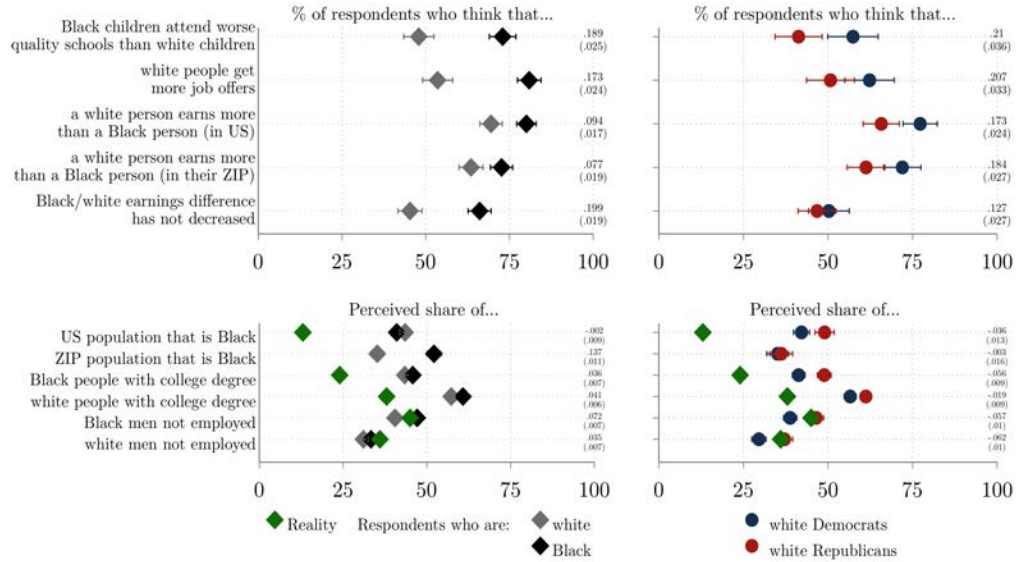 % of respondents who think that...
Black children attend worse
quality schools than white children
.189
(.025)
white people get
more job offers
.173
(.024)
a white person earns more
than a Black person (in US)
.094
(.017)
a white person earns more
than a Black person (in their ZIP)
.077
(.019)
Black/white earnings difference
has not decreased
.199
(.019)
0 25 50 75 100
% of respondents who think that...
.21
(.036)
.207
(.033)
.173
(.024)
.184
(.027)
.127
(.027)
0 25 50 75 100
Perceived share of...
US population that is Black
-.002
(.009)
ZIP population that is Black
.137
(.011)
Black people with college degree
.036
(.007)
white people with college degree
.041
(.006)
Black men not employed
.072
(.007)
white men not employed
.035
(.007)
0 25 50 75 100
Perceived share of...
-.036
(.013)
-.003
(.016)
-.056
(.009)
-.019
(.009)
-.057
(.01)
-.062
(.01)
0 25 50 75 100
Reality Respondents who are: white
Black
white Democrats
white Republicans